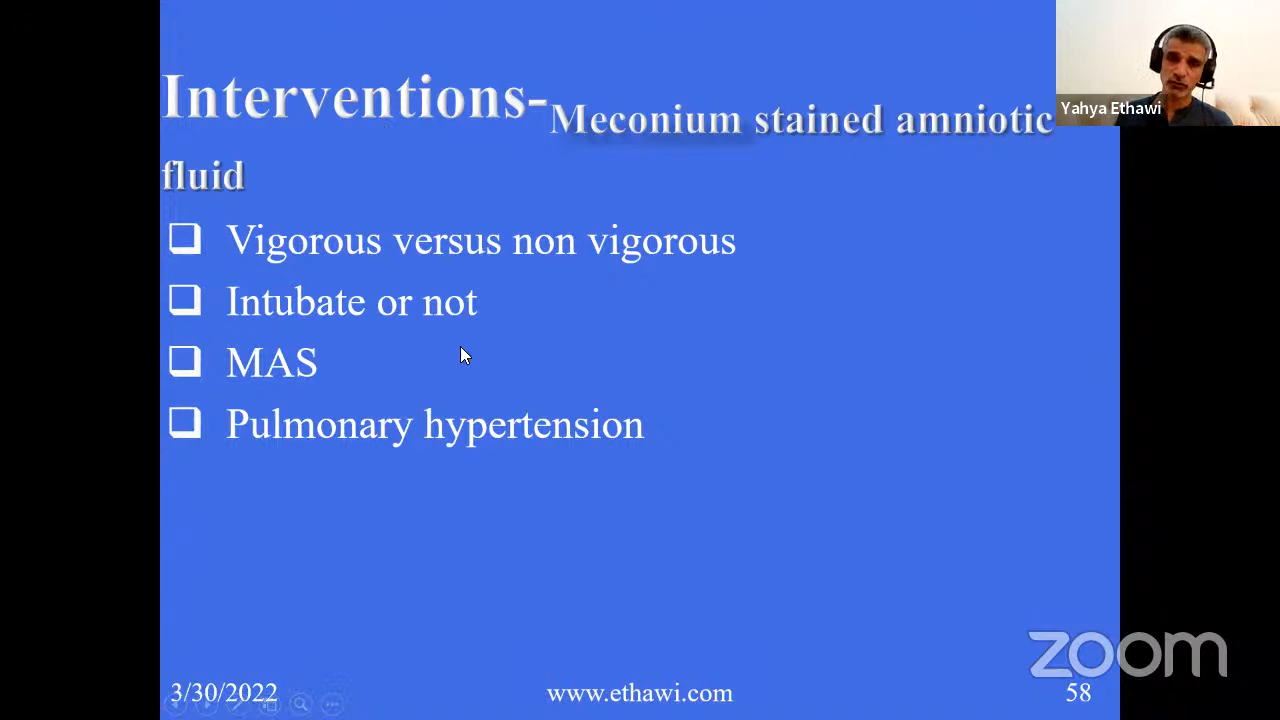 Interventions-Meconium stained amniotic
fluid
Vigorous versus non vigorous
Intubate or not
MAS
Pulmonary hypertension
Yahya Ethawi
zoom
3/30/2022
www.ethawi.com
58